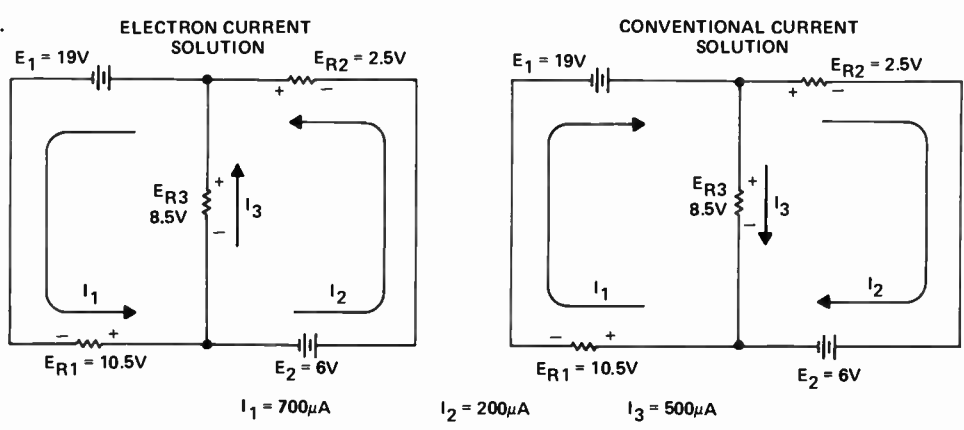 ELECTRON CURRENT
SOLUTION
E1 = 19V
ER2 = 2.5V
+ −
ER3
8.5V
+
−
I3
I1
I2
− +
ER1 = 10.5V
E2 = 6V
CONVENTIONAL CURRENT
SOLUTION
E1 = 19V
ER2 = 2.5V
+ −
ER3
8.5V
+
−
I3
I1
I2
− +
ER1 = 10.5V
E2 = 6V
I1 = 700μA I2 = 200μA I3 = 500μA